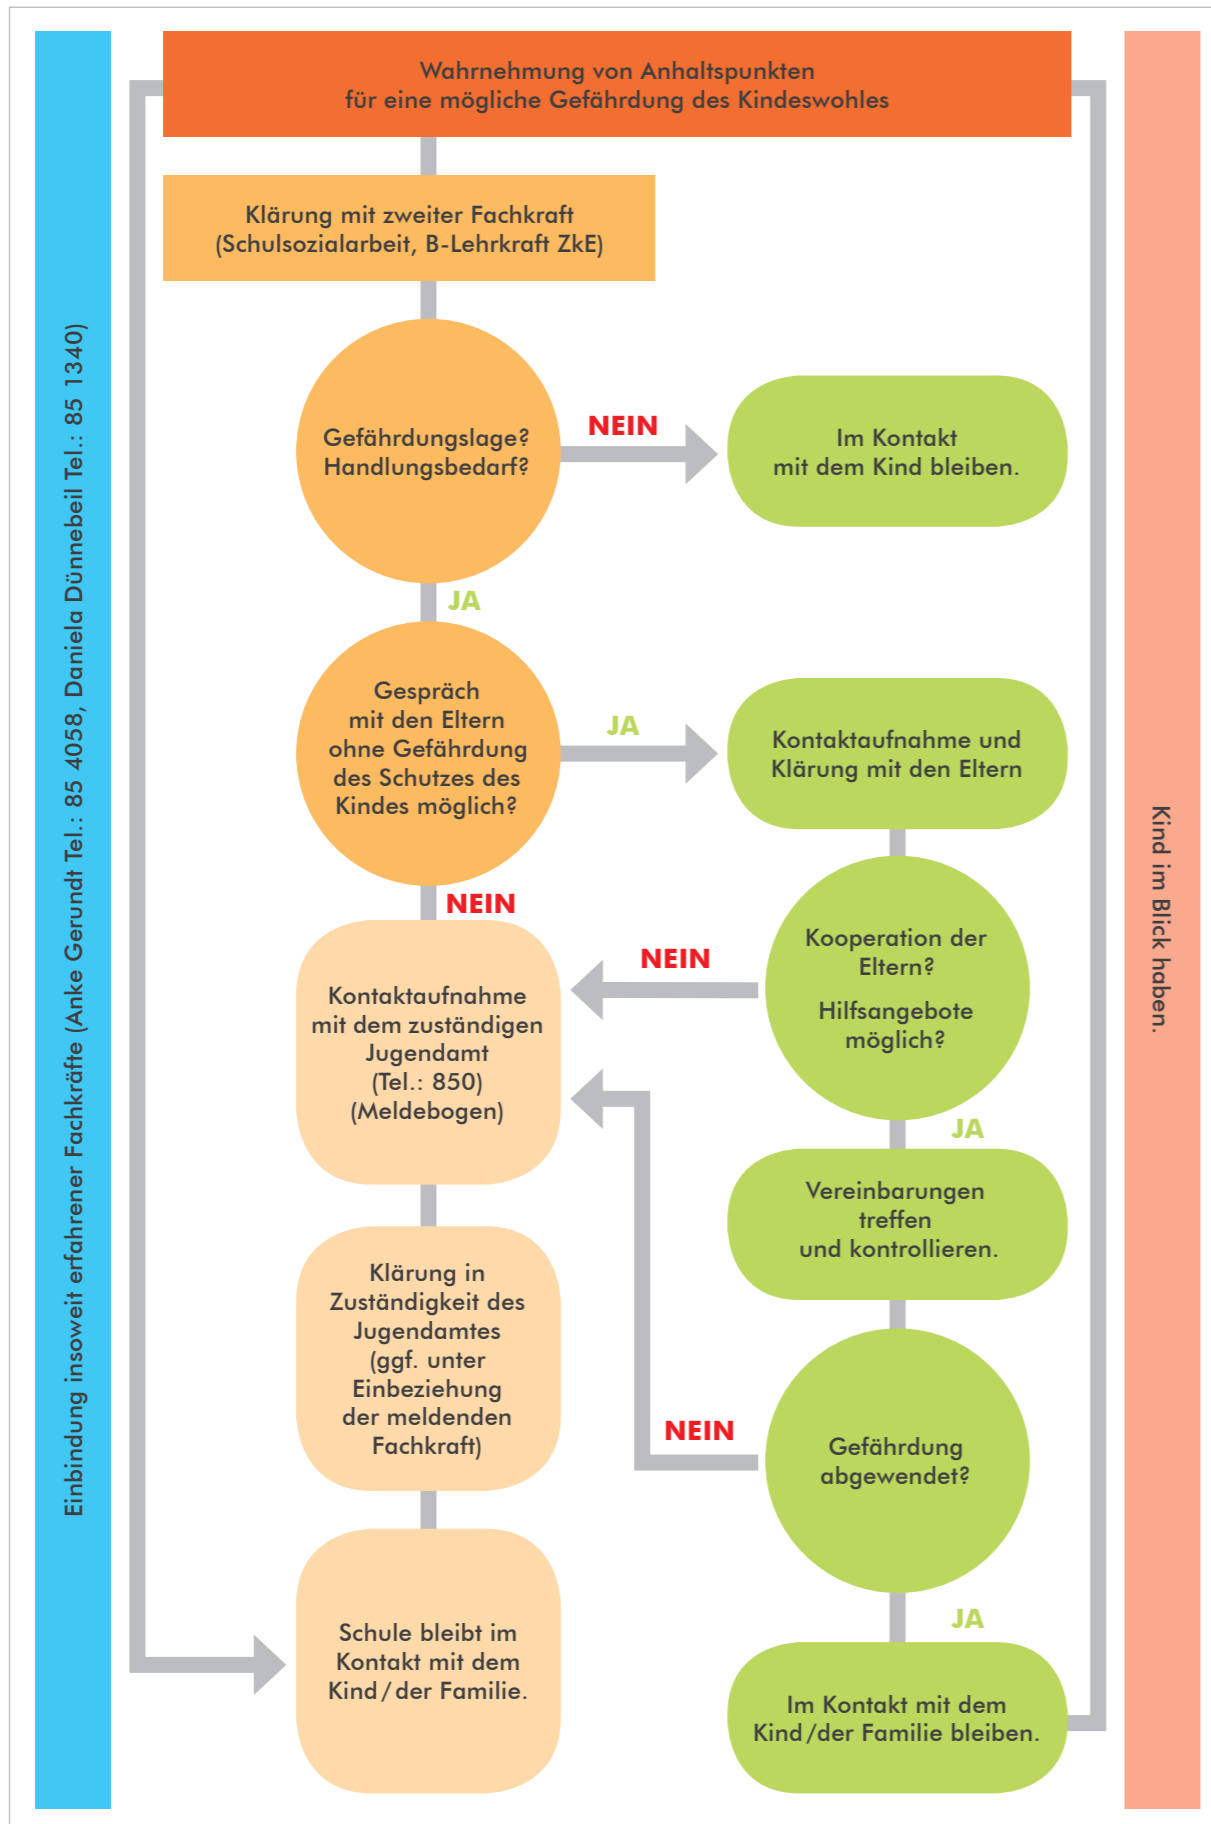 Wahrnehmung von Anhaltspunkten
für eine mögliche Gefährdung des Kindeswohles
Klärung mit zweiter Fachkraft
(Schulsozialarbeit, B-Lehrkraft ZkE)
Gefährdungslage?
Handlungsbedarf?
NEIN
Im Kontakt
mit dem Kind bleiben.
JA
Gespräch
mit den Eltern
ohne Gefährdung
des Schutzes des
Kindes möglich?
JA
Kontaktaufnahme und
Klärung mit den Eltern
NEIN
Kooperation der
Eltern?
Hilfsangebote
möglich?
NEIN
Kontaktaufnahme
mit dem zuständigen
Jugendamt
(Tel.: 850)
(Meldebogen)
JA
Vereinbarungen
treffen
und kontrollieren.
Klärung in
Zuständigkeit des
Jugendamtes
(ggf. unter
Einbeziehung
der meldenden
Fachkraft)
NEIN
Gefährdung
abgewendet?
JA
Schule bleibt im
Kontakt mit dem
Kind/der Familie.
Im Kontakt mit dem
Kind/der Familie bleiben.
Einbindung insoweit erfahrener Fachkräfte (Anke Gerundt Tel.: 85 4058, Daniela Dünnebeil Tel.: 85 1340)
Kind im Blick haben.